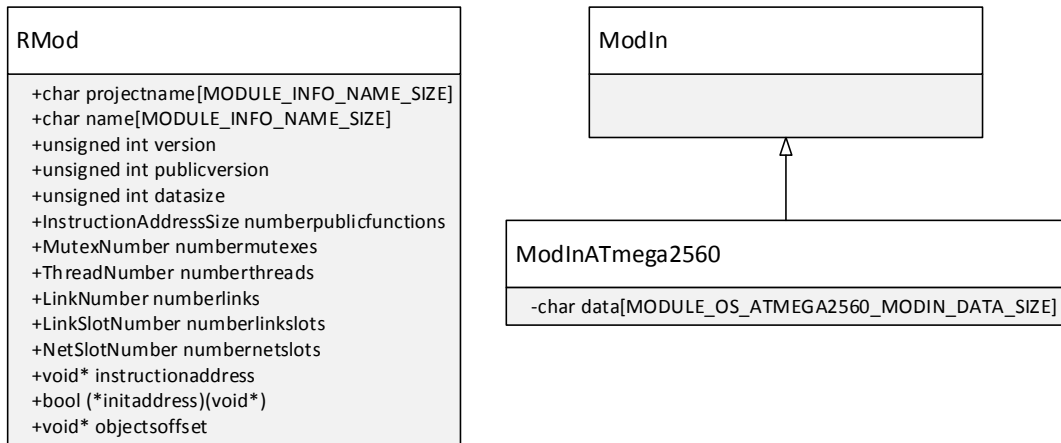 RMod
+char projectname[MODULE_INFO_NAME_SIZE]
+char name[MODULE_INFO_NAME_SIZE]
+unsigned int version
+unsigned int publicversion
+unsigned int datasize
+InstructionAddressSize numberpublicfunctions
+MutexNumber numbermutexes
+ThreadNumber numberthreads
+LinkNumber numberlinks
+LinkSlotNumber numberlinkslots
+NetSlotNumber numbernetslots
+void* instructionaddress
+bool (*initaddress)(void*)
+void* objectsoffset
ModIn
ModInATmega2560
-char data[MODULE_OS_ATMEGA2560_MODIN_DATA_SIZE]